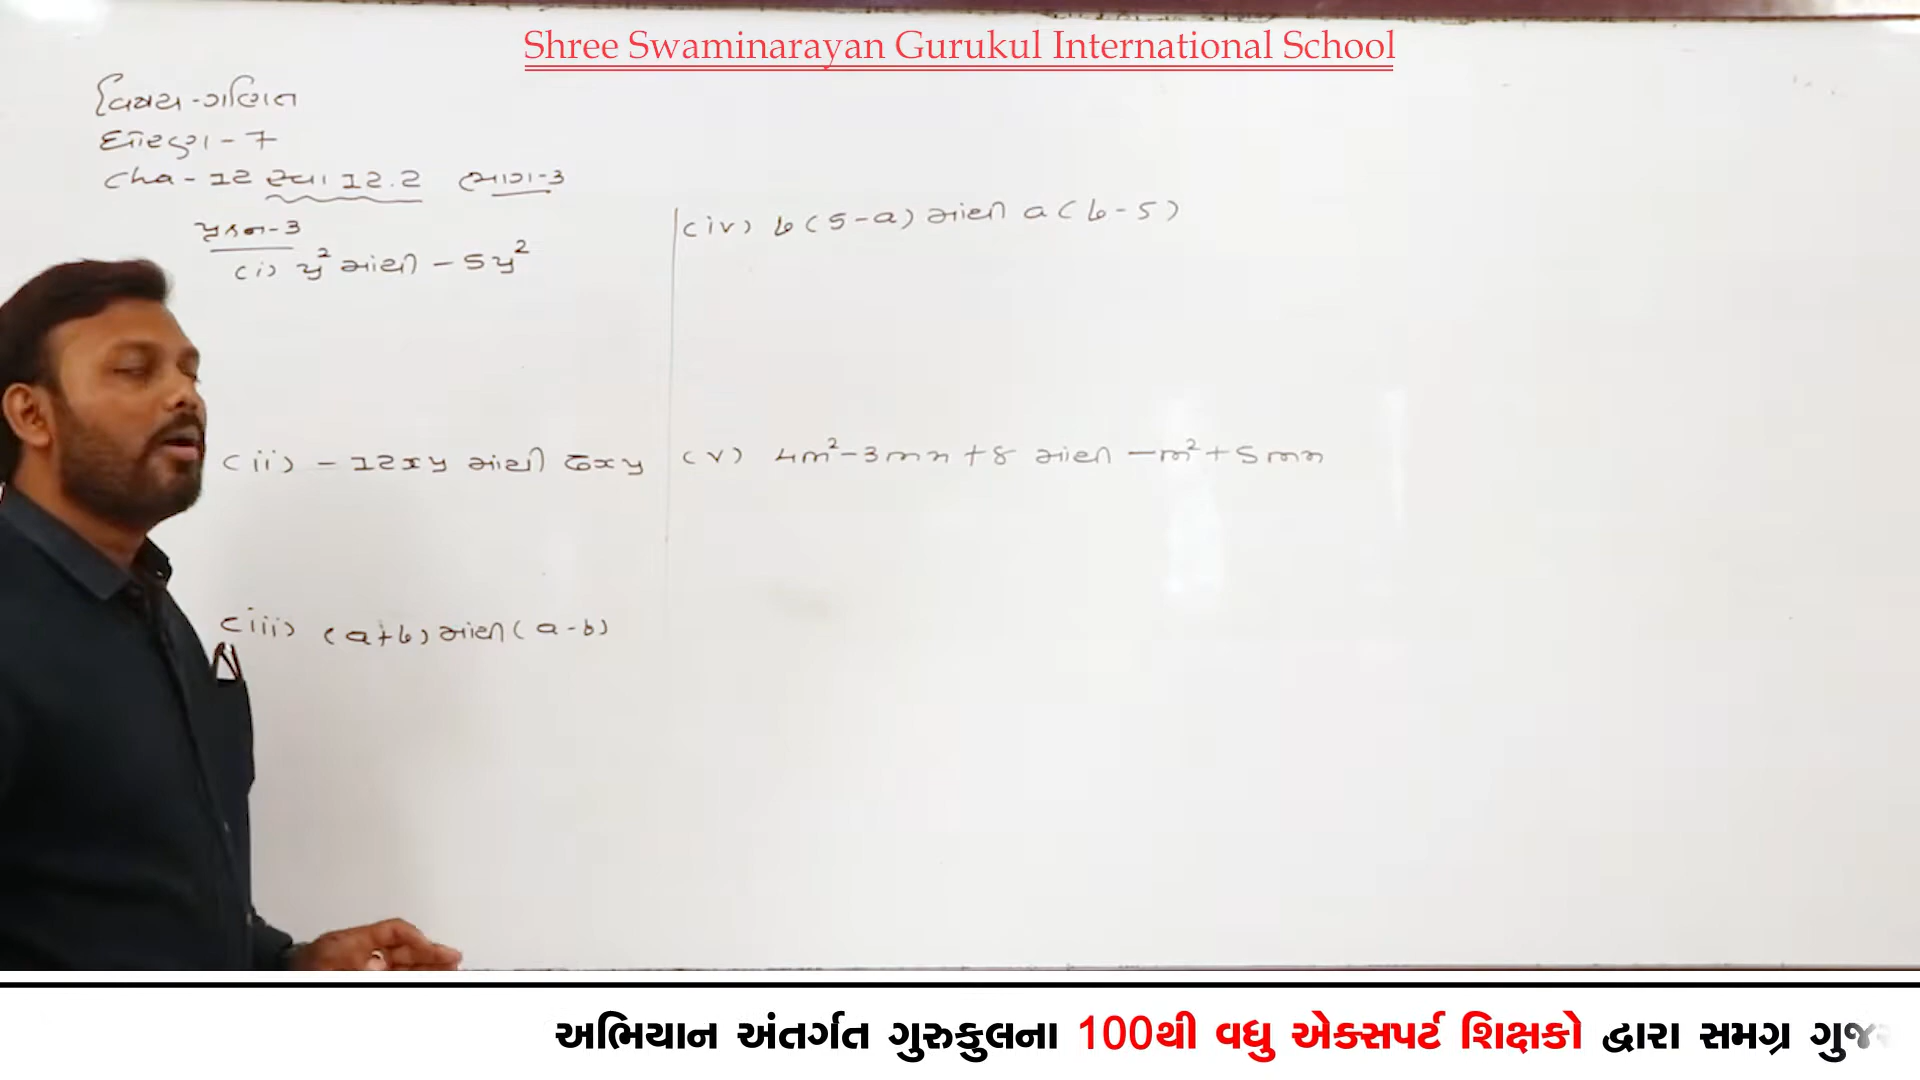 Shree Swaminarayan Gurukul International School
વિષય-ગણિત
ધોરણ-7
cha-12 સ્વા 12.2 ભાગ-3
પ્રશ્ન-3
(i) y² માંથી -5y²
(ii) -12xy માંથી 6xy
(iii) (a+b) માંથી (a-b)
(iv) b(5-a) માંથી a(b-5)
(v) 4m²-3mn+8 માંથી -m²+5mn
અભિયાન અંતર્ગત ગુરુકુલના 100થી વધુ એક્સપર્ટ શિક્ષકો દ્વારા સમગ્ર